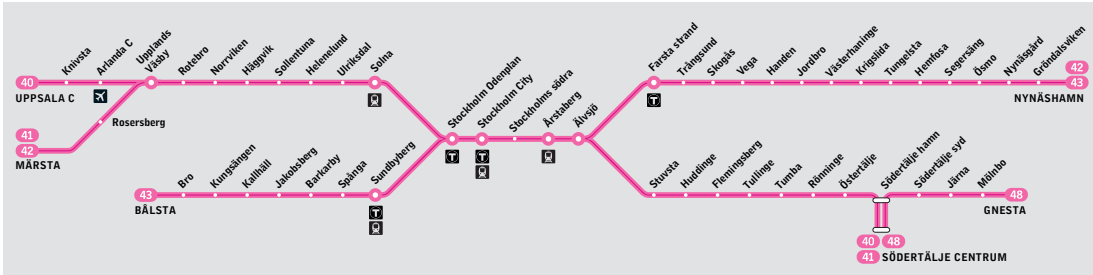 40
UPPSALA C
Knivsta
Arlanda C
Upplands
Väsby
Rotebro
Norrviken
Häggvik
Sollentuna
Helenelund
Ulriksdal
Solna
41
42
MÄRSTA
Rosersberg
43
BÅLSTA
Bro
Kungsängen
Kallhäll
Jakobsberg
Barkarby
Spånga
Sundbyberg
T
Stockholm Odenplan
T
Stockholm City
T
Stockholms södra
Årstaberg
Älvsjö
Farsta strand
T
Trångsund
Skogås
Vega
Handen
Jordbro
Västerhaninge
Krigslida
Tungelsta
Hemfosa
Segersäng
Ösmo
Nynäsgård
Gröndalsviken
42
43
NYNÄSHAMN
Stuvsta
Huddinge
Flemingsberg
Tullinge
Tumba
Rönninge
Östertälje
Södertälje hamn
Södertälje syd
Järna
Mölnbo
48
GNESTA
40 48
41 SÖDERTÄLJE CENTRUM